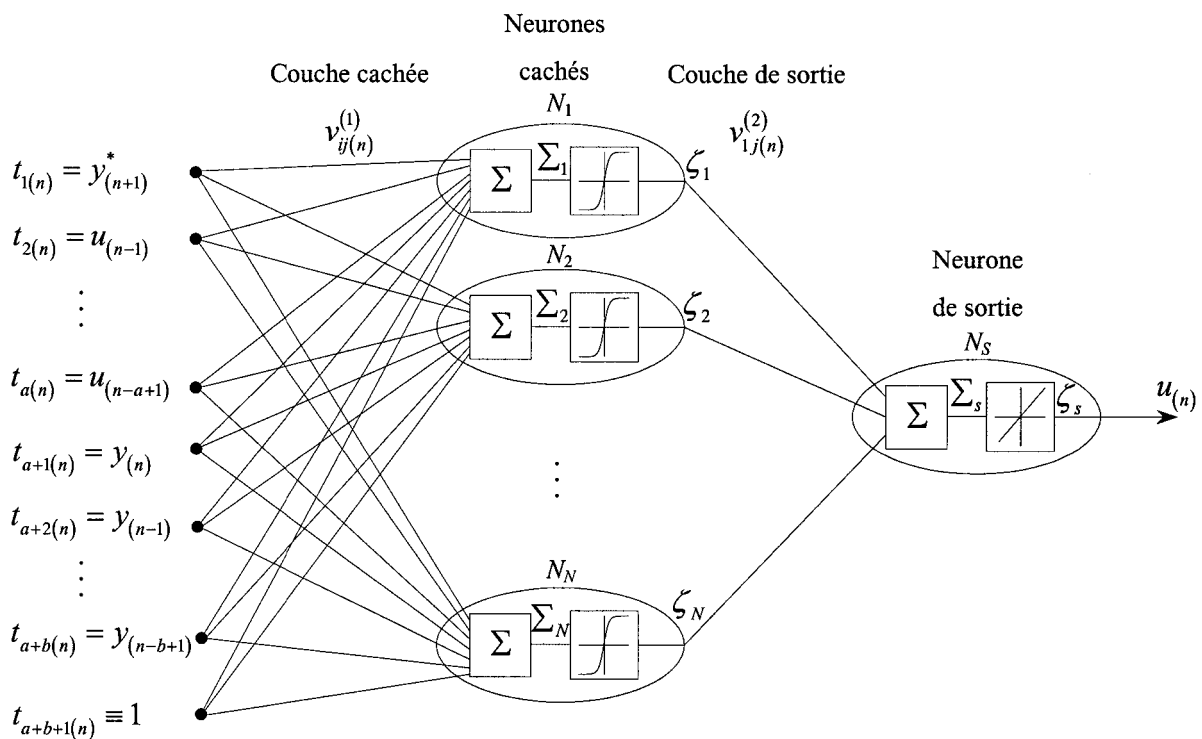 Neurones
cachés
Couche cachée
Couche de sortie
v_{ij(n)}^{(1)}
N_1
v_{1j(n)}^{(2)}
t_{1(n)} = y^*_{(n+1)}
Σ
Σ_1
ζ_1
t_{2(n)} = u_{(n-1)}
⋮
N_2
Σ
Σ_2
ζ_2
Neurone
de sortie
N_S
t_{a(n)} = u_{(n-a+1)}
Σ
Σ_s
ζ_s
u_{(n)}
t_{a+1(n)} = y_{(n)}
t_{a+2(n)} = y_{(n-1)}
⋮
⋮
N_N
Σ
Σ_N
ζ_N
t_{a+b(n)} = y_{(n-b+1)}
t_{a+b+1(n)} ≡ 1